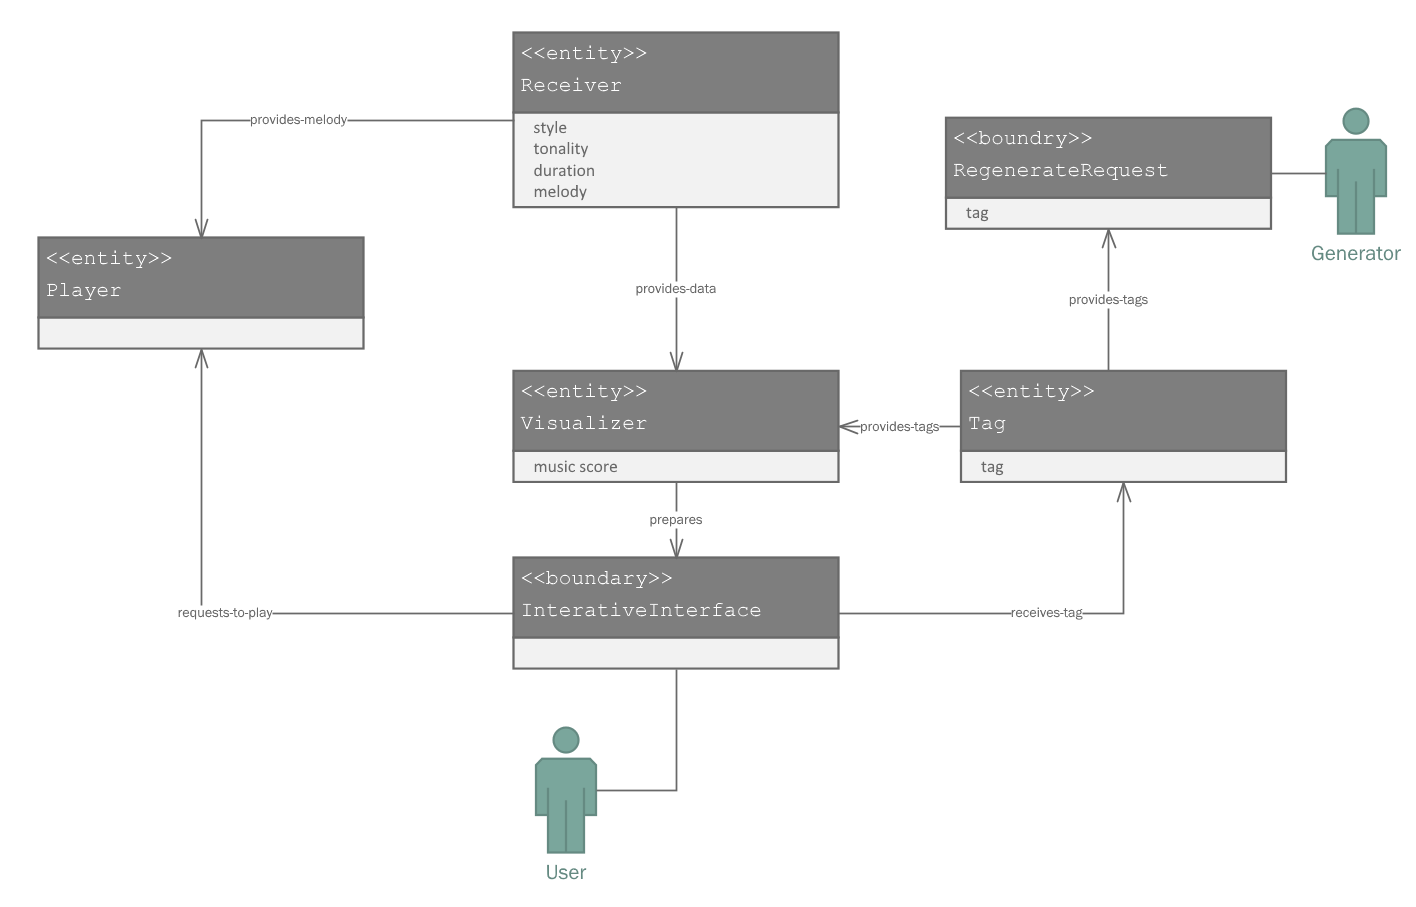 <<entity>>
Receiver
style
tonality
duration
melody
provides-melody
<<boundry>>
RegenerateRequest
tag
Generator
<<entity>>
Player
provides-data
provides-tags
<<entity>>
Visualizer
music score
provides-tags
<<entity>>
Tag
tag
prepares
<<boundary>>
InterativeInterface
requests-to-play
receives-tag
User